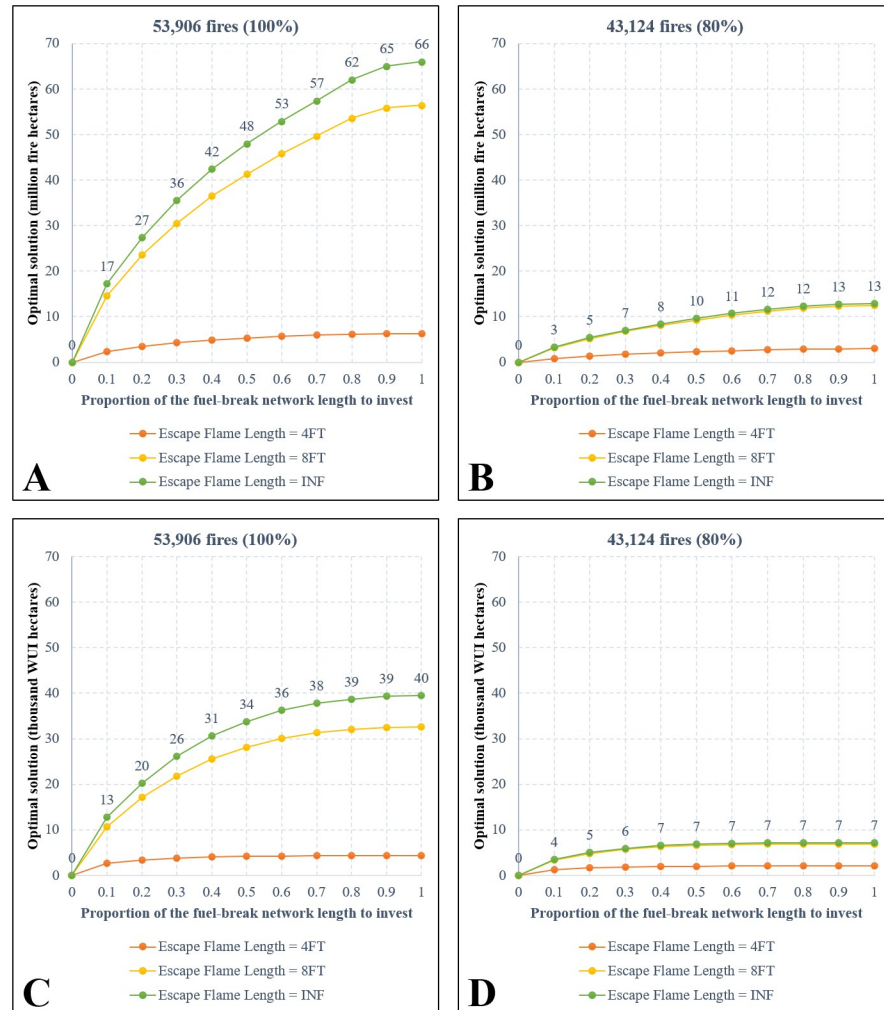 53,906 fires (100%)
Optimal solution (million fire hectares)
70
60
50
40
30
20
10
0
0 17 27 36 42 48 53 57 62 65 66
0 0.1 0.2 0.3 0.4 0.5 0.6 0.7 0.8 0.9 1
Proportion of the fuel-break network length to invest
Escape Flame Length = 4FT
Escape Flame Length = 8FT
Escape Flame Length = INF
A
43,124 fires (80%)
Optimal solution (million fire hectares)
70
60
50
40
30
20
10
0
0 3 5 7 8 10 11 12 12 13 13
0 0.1 0.2 0.3 0.4 0.5 0.6 0.7 0.8 0.9 1
Proportion of the fuel-break network length to invest
Escape Flame Length = 4FT
Escape Flame Length = 8FT
Escape Flame Length = INF
B
53,906 fires (100%)
Optimal solution (thousand WUI hectares)
70
60
50
40
30
20
10
0
0 13 20 26 31 34 36 38 39 39 40
0 0.1 0.2 0.3 0.4 0.5 0.6 0.7 0.8 0.9 1
Proportion of the fuel-break network length to invest
Escape Flame Length = 4FT
Escape Flame Length = 8FT
Escape Flame Length = INF
C
43,124 fires (80%)
Optimal solution (thousand WUI hectares)
70
60
50
40
30
20
10
0
0 4 5 6 7 7 7 7 7 7 7
0 0.1 0.2 0.3 0.4 0.5 0.6 0.7 0.8 0.9 1
Proportion of the fuel-break network length to invest
Escape Flame Length = 4FT
Escape Flame Length = 8FT
Escape Flame Length = INF
D